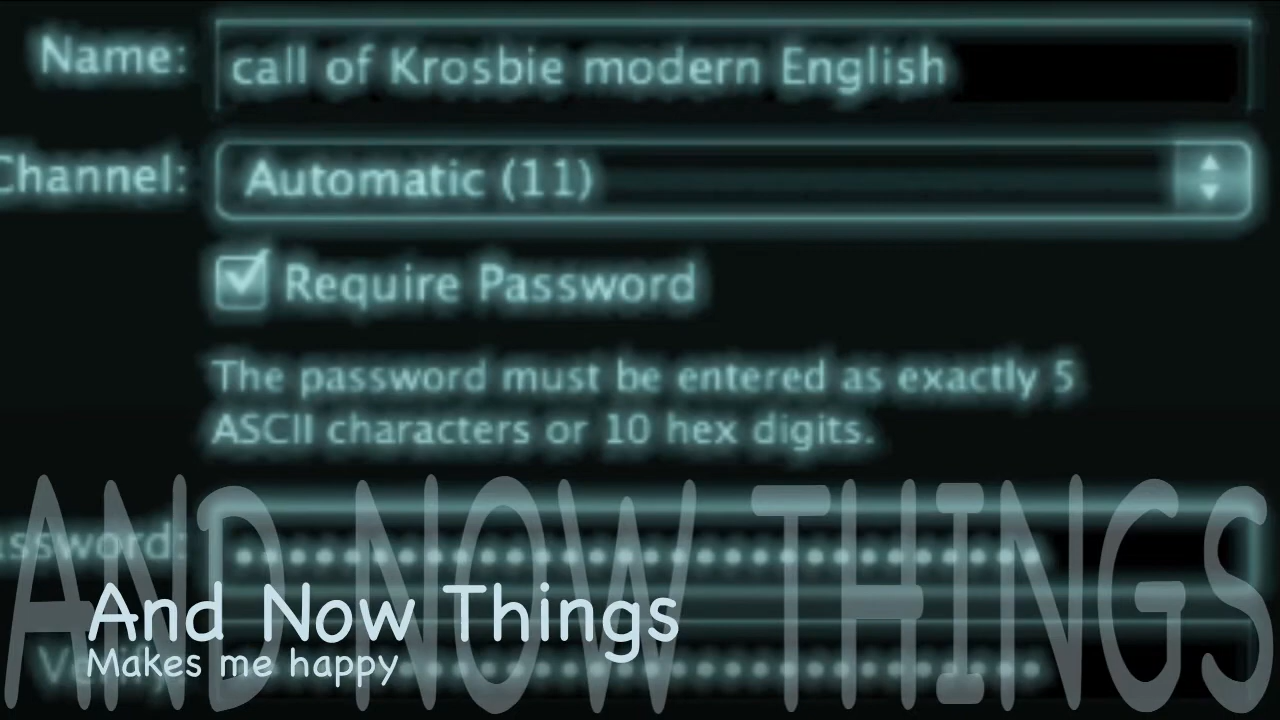 Name: call of Krosbie modern English
Channel: Automatic (11)
Require Password
The password must be entered as exactly 5
ASCII characters or 10 hex digits.
AND NOW THINGS
assword:
And Now Things
Makes me happy